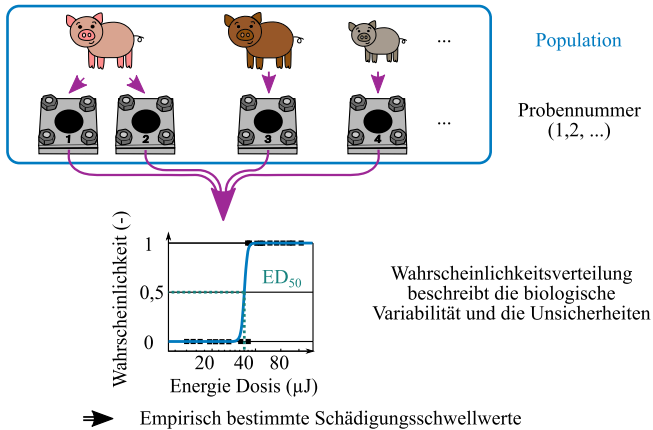 ... Population
1 2 3 4 ... Probennummer
(1,2, ...)
Wahrscheinlichkeit (-)
1
ED50
0,5
0
20 40 80
Energie Dosis (µJ)
Wahrscheinlichkeitsverteilung
beschreibt die biologische
Variabilität und die Unsicherheiten
Empirisch bestimmte Schädigungsschwellwerte